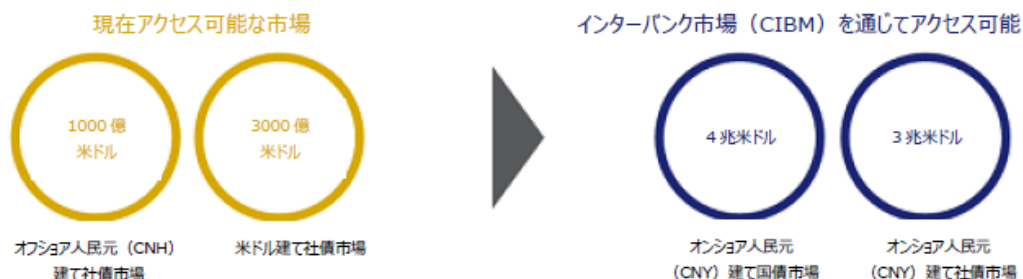 現在アクセス可能な市場
インターバンク市場（CIBM）を通じてアクセス可能
1000 億
米ドル
3000 億
米ドル
4 兆米ドル
3 兆米ドル
オフショア人民元（CNH）
建て社債市場
米ドル建て社債市場
オンショア人民元
（CNY）建て国債市場
オンショア人民元
（CNY）建て社債市場